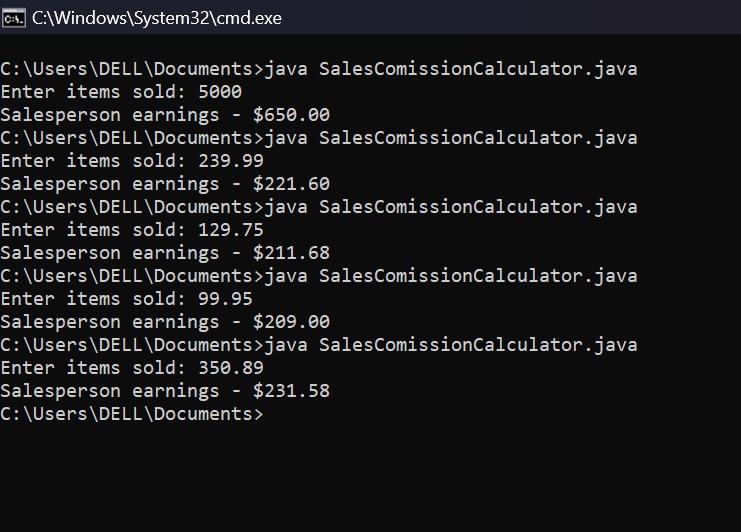 C:\Windows\System32\cmd.exe
C:\Users\DELL\Documents>java SalesComissionCalculator.java
Enter items sold: 5000
Salesperson earnings - $650.00
C:\Users\DELL\Documents>java SalesComissionCalculator.java
Enter items sold: 239.99
Salesperson earnings - $221.60
C:\Users\DELL\Documents>java SalesComissionCalculator.java
Enter items sold: 129.75
Salesperson earnings - $211.68
C:\Users\DELL\Documents>java SalesComissionCalculator.java
Enter items sold: 99.95
Salesperson earnings - $209.00
C:\Users\DELL\Documents>java SalesComissionCalculator.java
Enter items sold: 350.89
Salesperson earnings - $231.58
C:\Users\DELL\Documents>